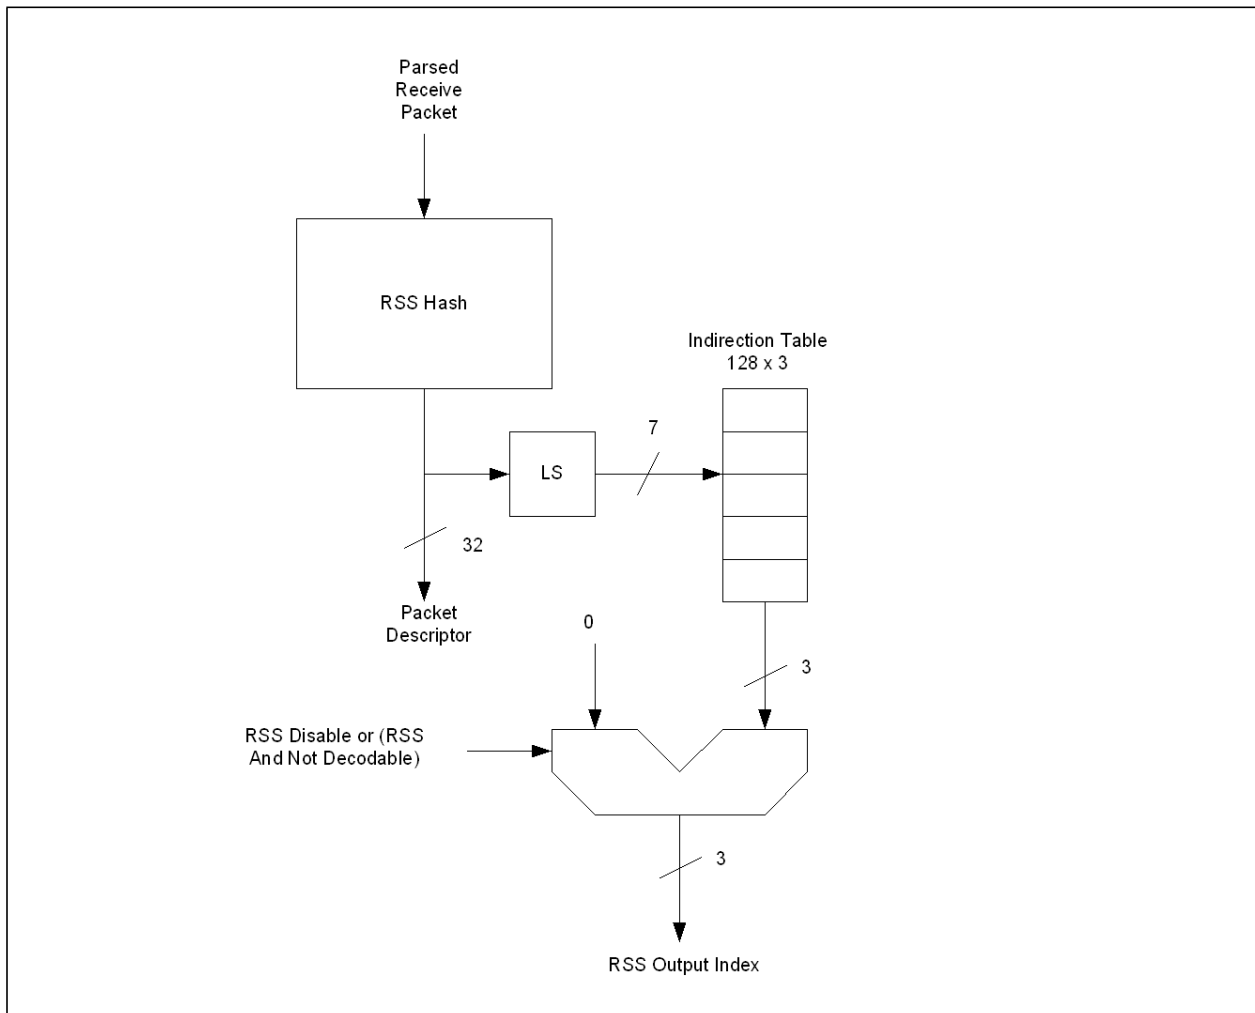 Parsed
Receive
Packet
RSS Hash
Indirection Table
128 x 3
7
LS
32
Packet
Descriptor
0
3
RSS Disable or (RSS
And Not Decodable)
3
RSS Output Index